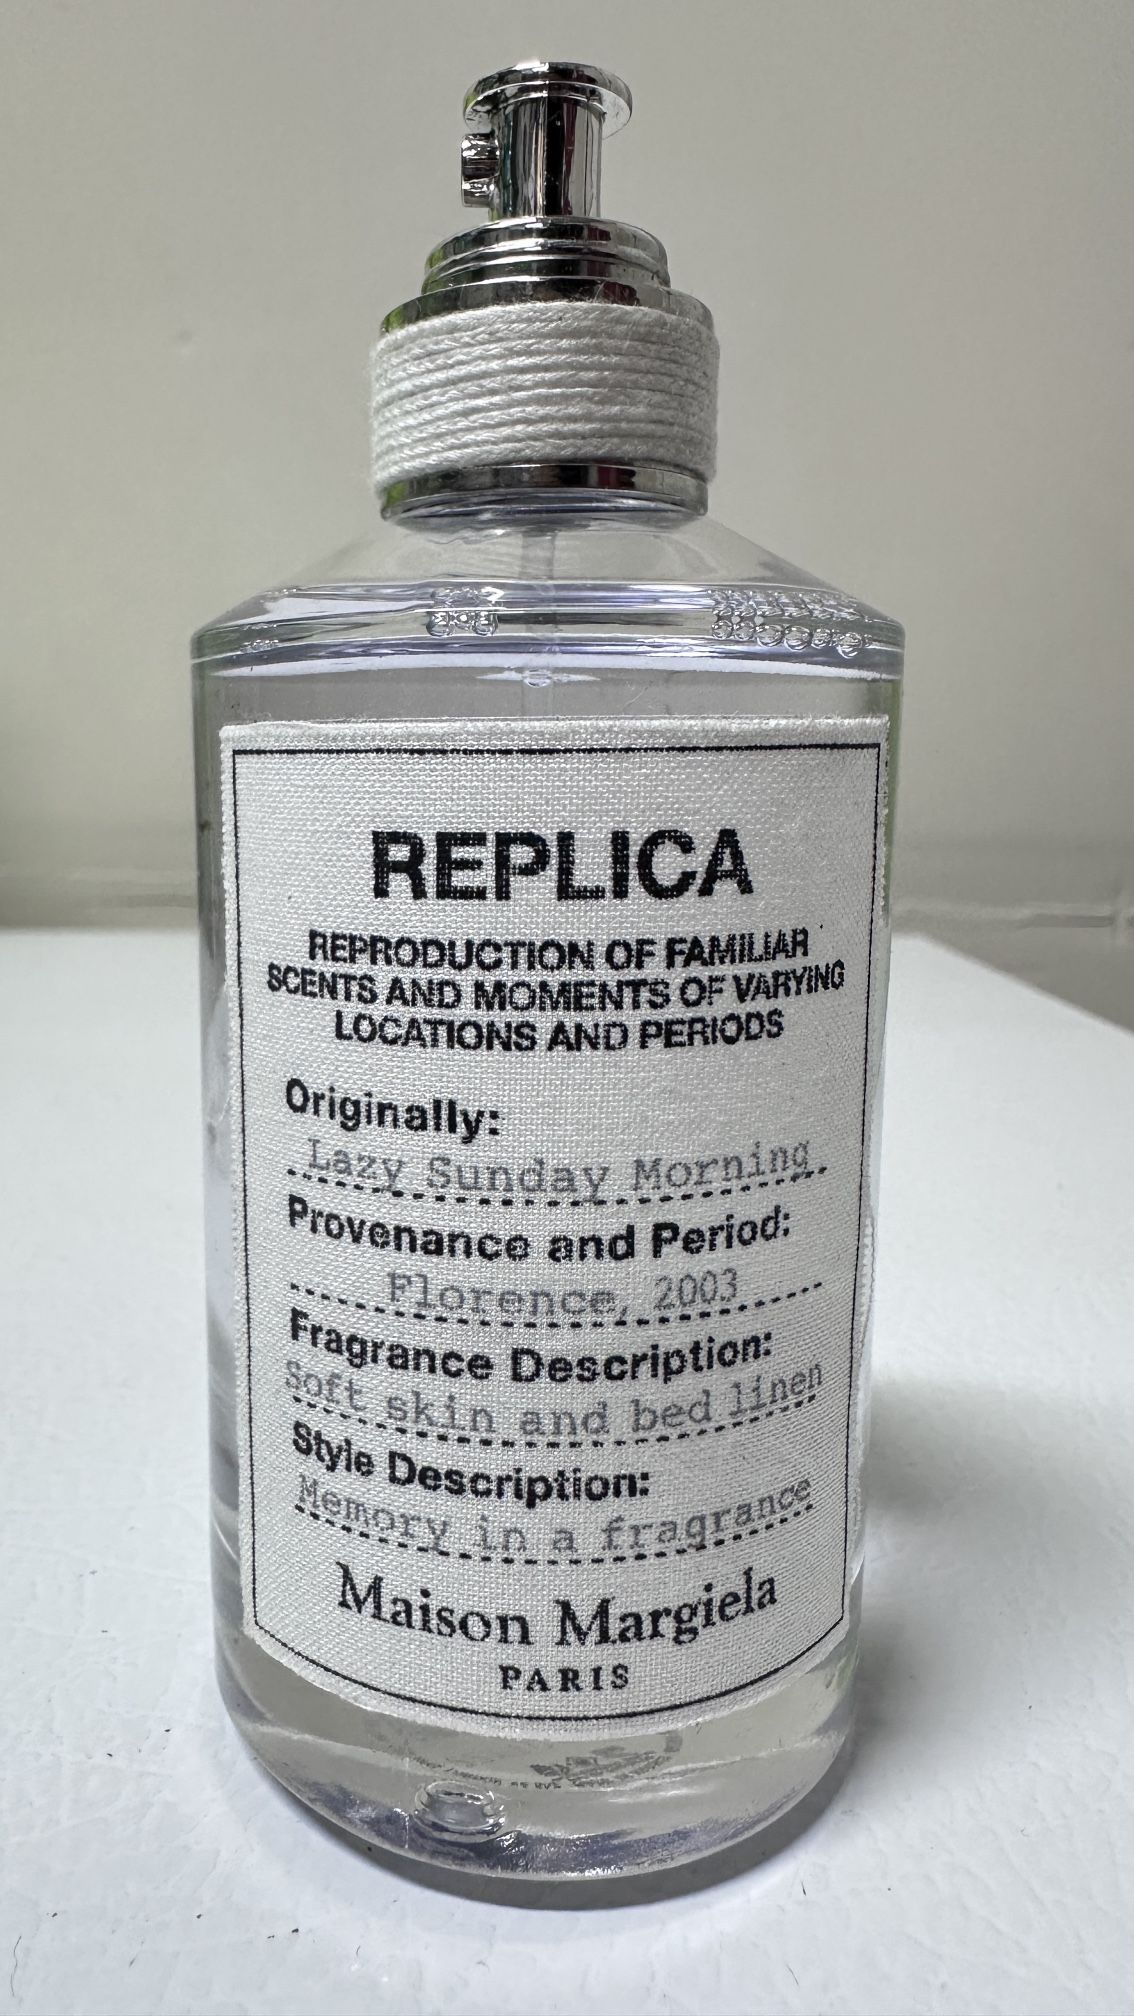 REPLICA
REPRODUCTION OF FAMILIAR
SCENTS AND MOMENTS OF VARYING
LOCATIONS AND PERIODS
Originally:
Lazy Sunday Morning
Provenance and Period:
Florence, 2003
Fragrance Description:
Soft skin and bed linen
Style Description:
Memory in a fragrance
Maison Margiela
PARIS